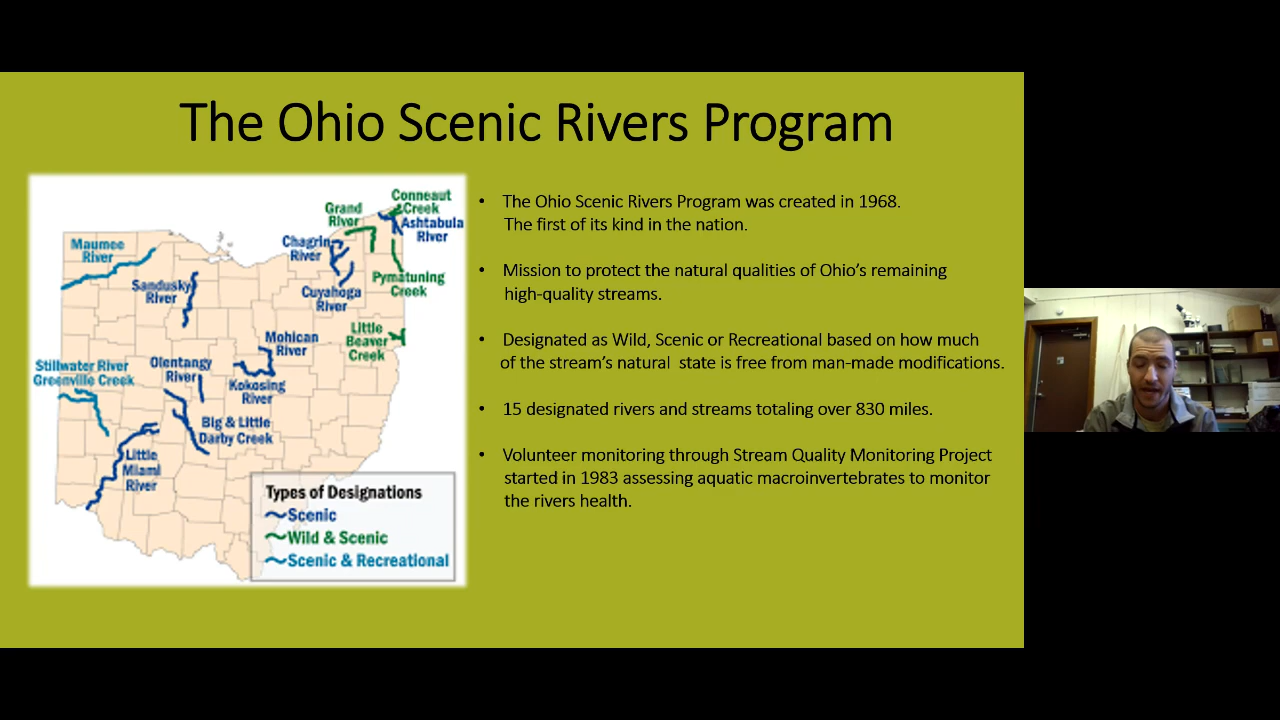 The Ohio Scenic Rivers Program
Conneaut
Creek
Grand
River
Ashtabula
River
Chagrin
River
Maumee
River
Sandusky
River
Pymatuning
Creek
Cuyahoga
River
Little
Beaver
Creek
Mohican
River
Stillwater River
Greenville Creek
Olentangy
River
Kokosing
River
Big & Little
Darby Creek
Little
Miami
River
Types of Designations
Scenic
Wild & Scenic
Scenic & Recreational
• The Ohio Scenic Rivers Program was created in 1968.
The first of its kind in the nation.
• Mission to protect the natural qualities of Ohio's remaining
high-quality streams.
• Designated as Wild, Scenic or Recreational based on how much
of the stream's natural state is free from man-made modifications.
• 15 designated rivers and streams totaling over 830 miles.
• Volunteer monitoring through Stream Quality Monitoring Project
started in 1983 assessing aquatic macroinvertebrates to monitor
the rivers health.